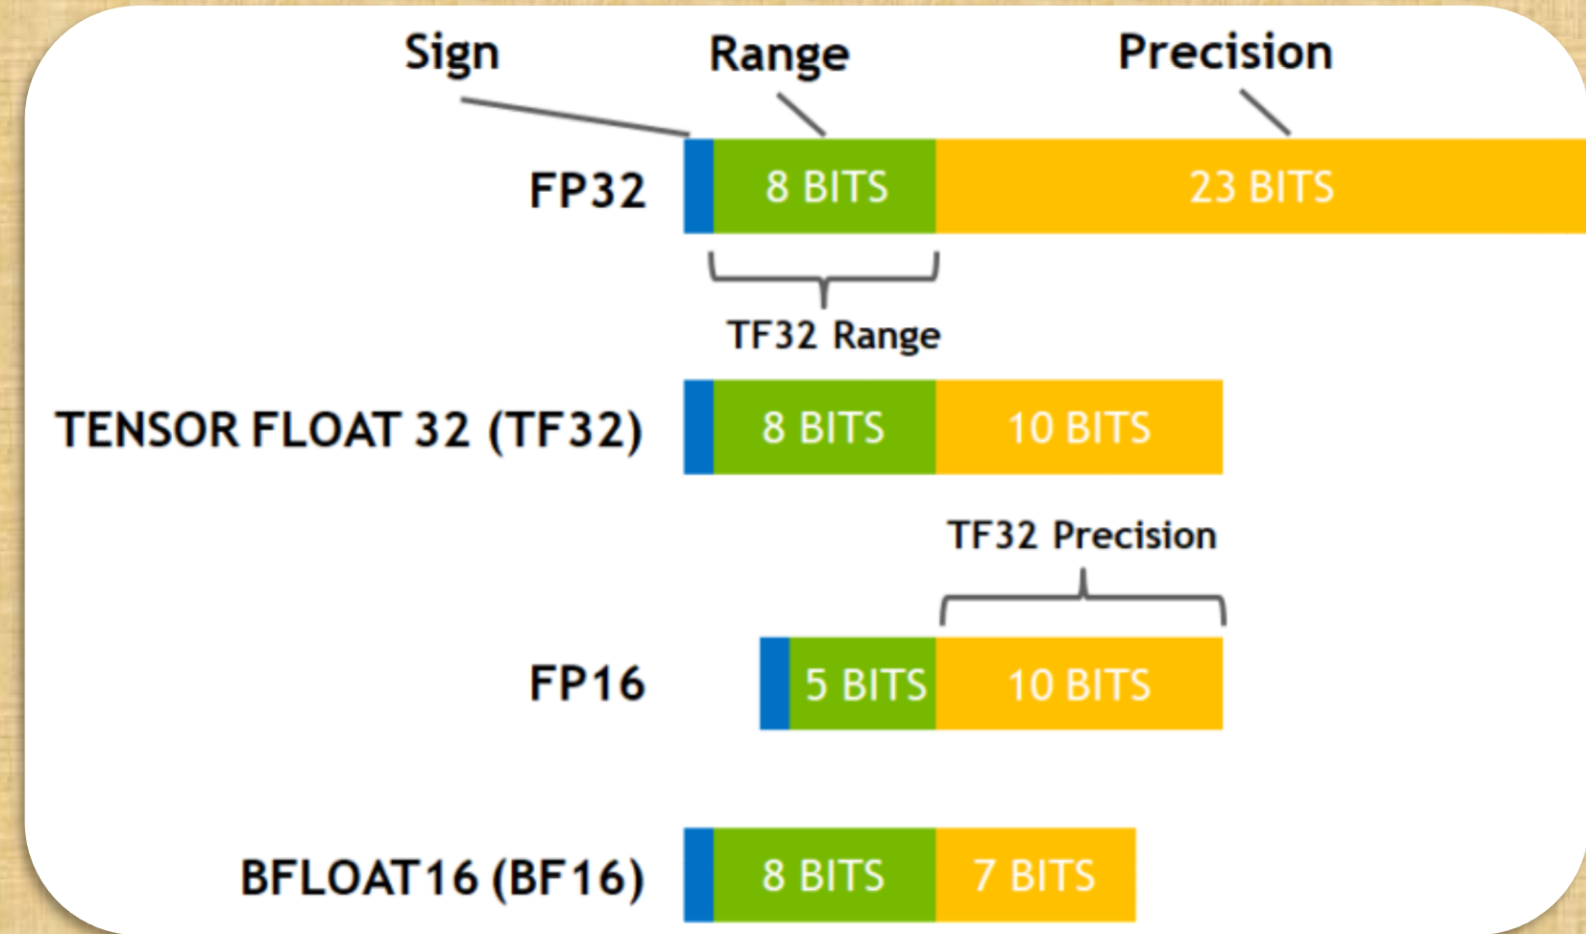 Sign Range Precision
FP32 8 BITS 23 BITS
TF32 Range
TENSOR FLOAT 32 (TF32) 8 BITS 10 BITS
TF32 Precision
FP16 5 BITS 10 BITS
BFLOAT16 (BF16) 8 BITS 7 BITS